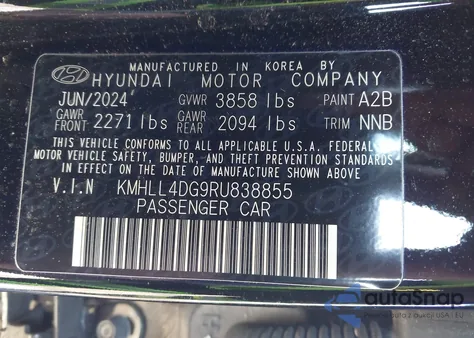 MANUFACTURED IN KOREA BY
HYUNDAI MOTOR COMPANY
JUN/2024 GVWR 3858 lbs PAINT A2B
GAWR FRONT 2271 lbs GAWR REAR 2094 lbs TRIM NNB
THIS VEHICLE CONFORMS TO ALL APPLICABLE U.S.A. FEDERAL
MOTOR VEHICLE SAFETY, BUMPER, AND THEFT PREVENTION STANDARDS
IN EFFECT ON THE DATE OF MANUFACTURE SHOWN ABOVE
V.I.N KMHLL4DG9RU838855
PASSENGER CAR
autoSnap